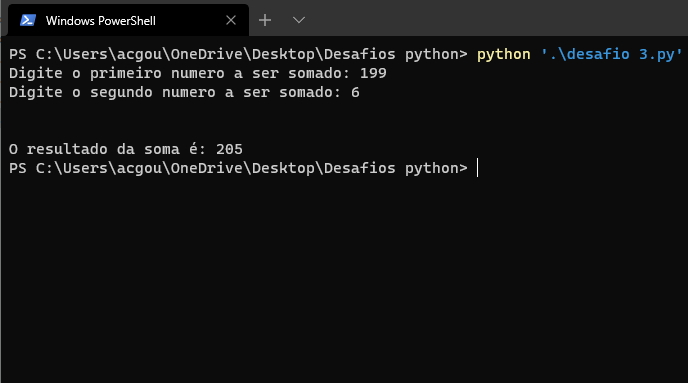 Windows PowerShell
PS C:\Users\acgou\OneDrive\Desktop\Desafios python> python '.\desafio 3.py'
Digite o primeiro numero a ser somado: 199
Digite o segundo numero a ser somado: 6
O resultado da soma é: 205
PS C:\Users\acgou\OneDrive\Desktop\Desafios python>